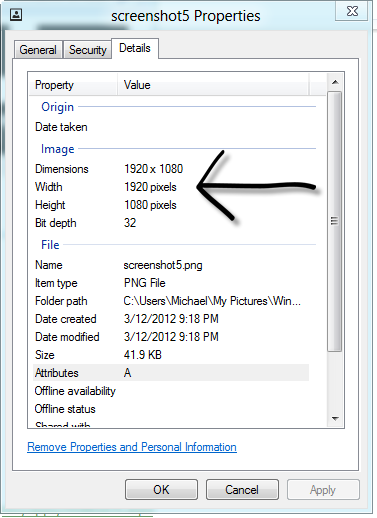 screenshot5 Properties
General Security Details
Property Value
Origin
Date taken
Image
Dimensions 1920 x 1080
Width 1920 pixels
Height 1080 pixels
Bit depth 32
File
Name screenshot5.png
Item type PNG File
Folder path C:\Users\Michael\My Pictures\Win...
Date created 3/12/2012 9:18 PM
Date modified 3/12/2012 9:18 PM
Size 41.9 KB
Attributes A
Offline availability
Offline status
Shared with
Remove Properties and Personal Information
OK Cancel Apply